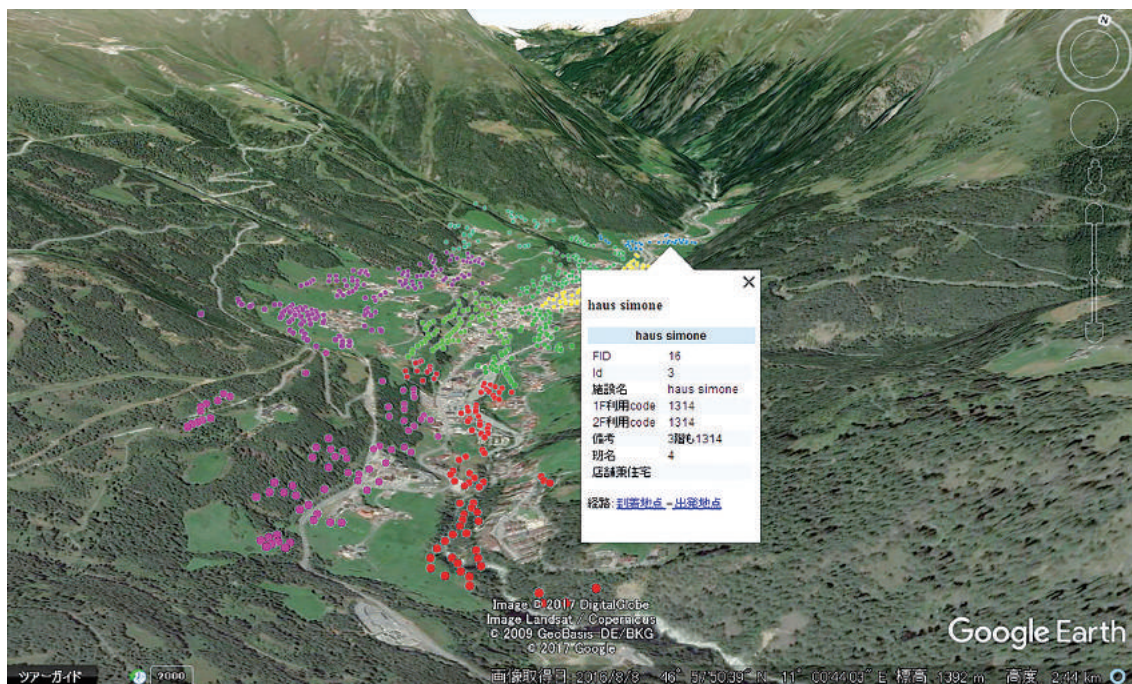 N
haus simone
haus simone
FID 16
Id 3
施設名 haus simone
1F利用code 1314
2F利用code 1314
備考 3階も1314
班名 4
店舗兼住宅
経路: 到着地点 - 出発地点
Image © 2017 DigitalGlobe
Image Landsat / Copernicus
© 2009 GeoBasis-DE/BKG
© 2017 Google
Google Earth
ツアーガイド 2000 画像取得日 2016/8/8 46° 57'50.39" N 11° 00'44.03" E 標高 1392 m 高度 2.44 km